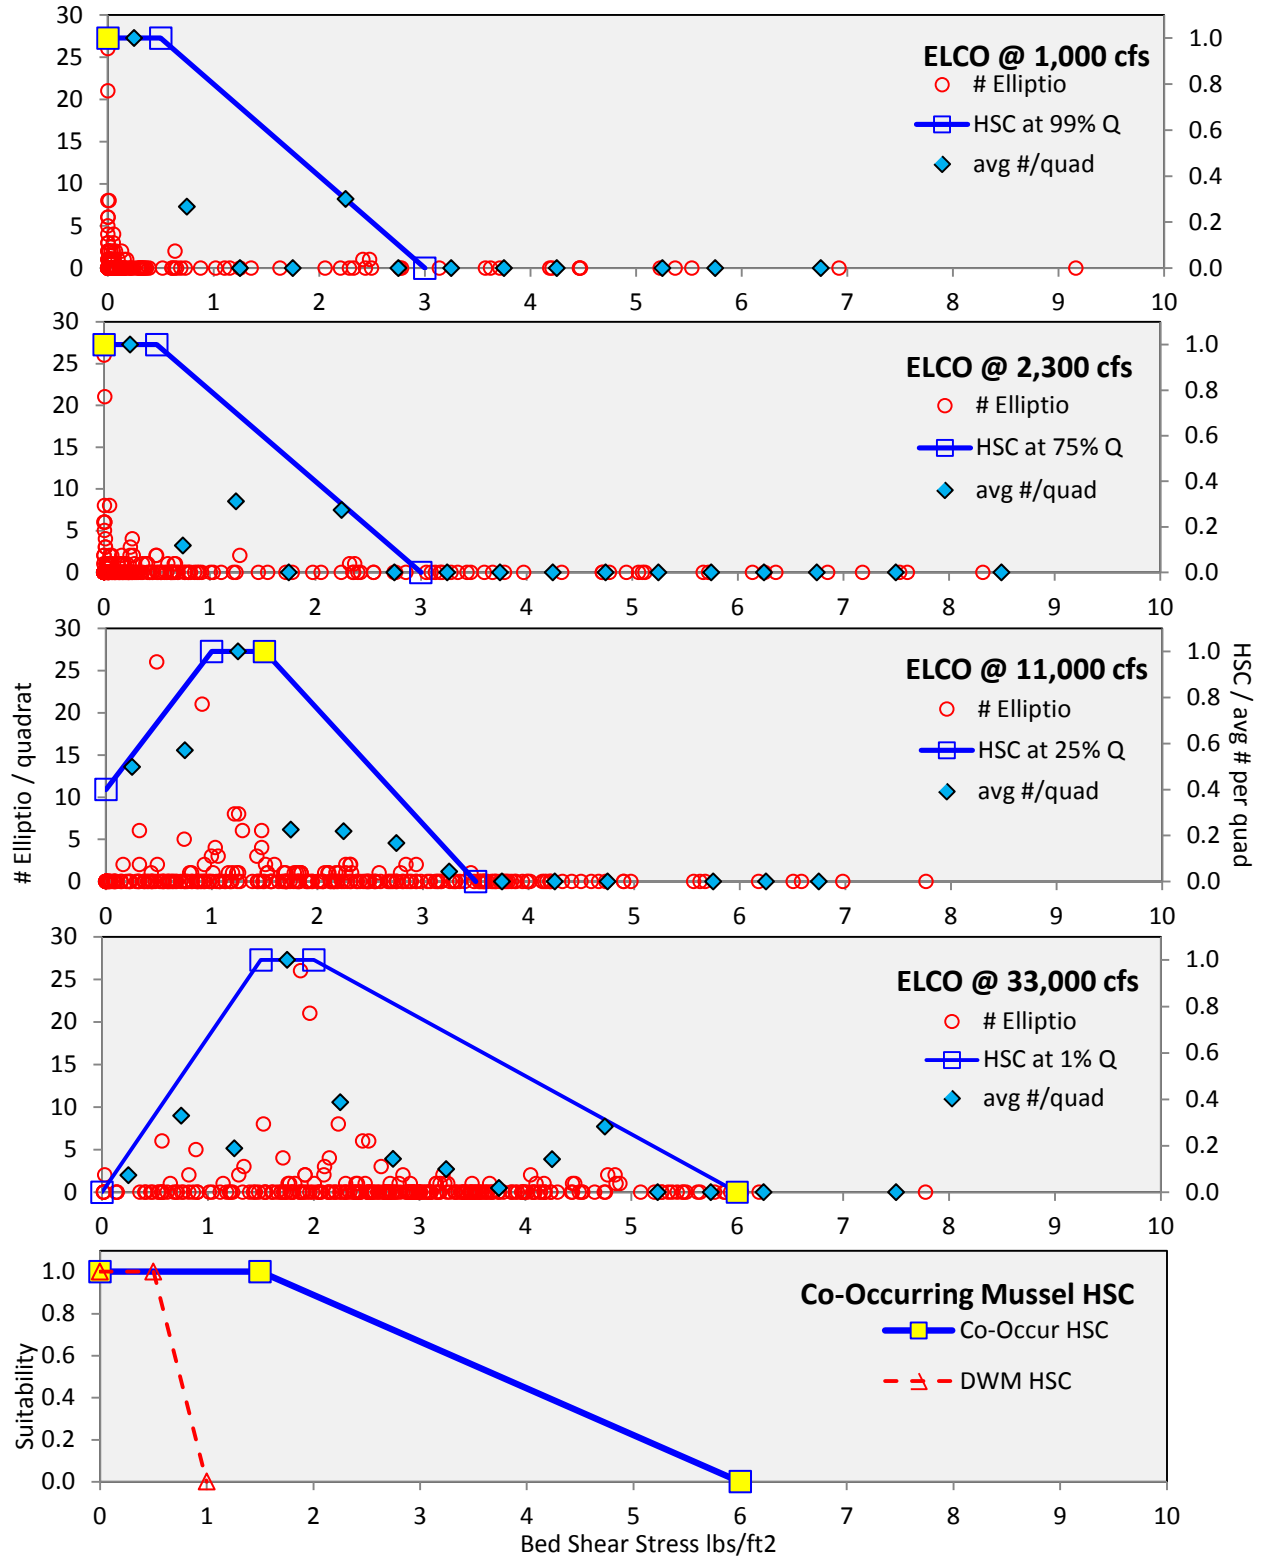 30
25
20
15
10
5
0
1.0
0.8
0.6
0.4
0.2
0.0
ELCO @ 1,000 cfs
# Elliptio
HSC at 99% Q
avg #/quad
0 1 2 3 4 5 6 7 8 9 10
30
25
20
15
10
5
0
1.0
0.8
0.6
0.4
0.2
0.0
ELCO @ 2,300 cfs
# Elliptio
HSC at 75% Q
avg #/quad
0 1 2 3 4 5 6 7 8 9 10
# Elliptio / quadrat
30
25
20
15
10
5
0
1.0
0.8
0.6
0.4
0.2
0.0
HSC / avg # per quad
ELCO @ 11,000 cfs
# Elliptio
HSC at 25% Q
avg #/quad
0 1 2 3 4 5 6 7 8 9 10
30
25
20
15
10
5
0
1.0
0.8
0.6
0.4
0.2
0.0
ELCO @ 33,000 cfs
# Elliptio
HSC at 1% Q
avg #/quad
0 1 2 3 4 5 6 7 8 9 10
Suitability
1.0
0.8
0.6
0.4
0.2
0.0
Co-Occurring Mussel HSC
Co-Occur HSC
DWM HSC
0 1 2 3 4 5 6 7 8 9 10
Bed Shear Stress lbs/ft2